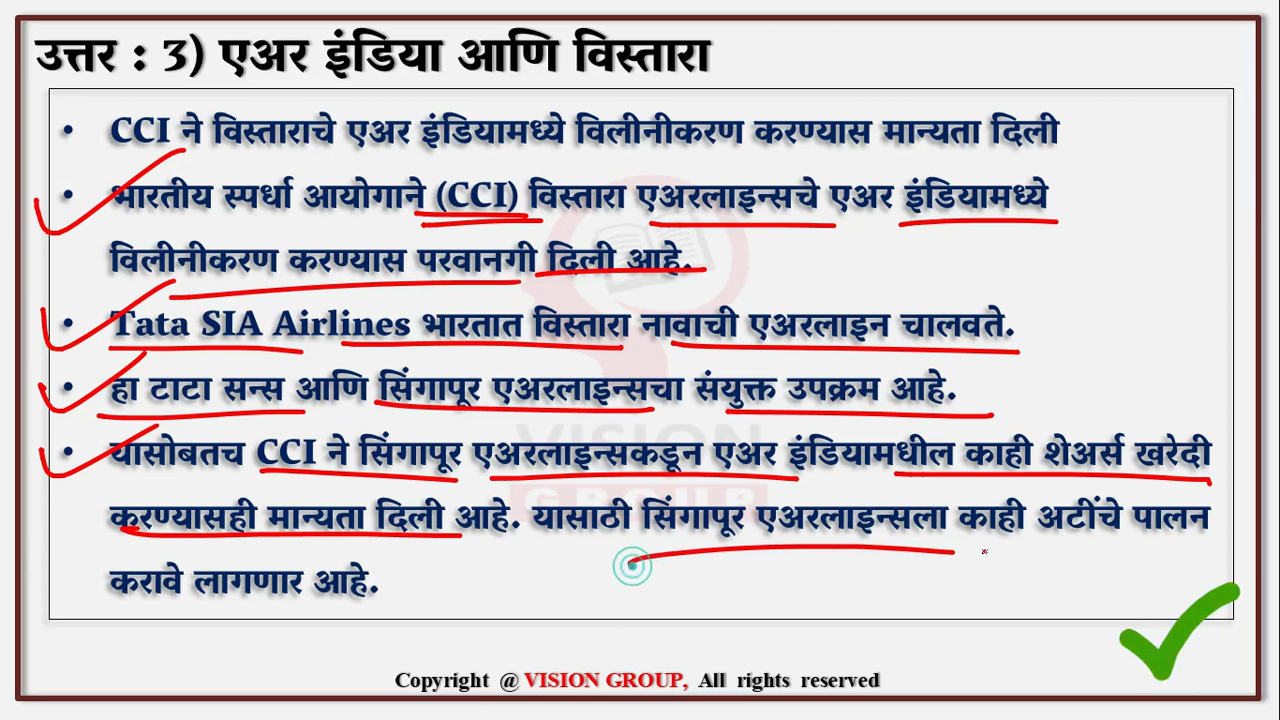 उत्तर : 3) एअर इंडिया आणि विस्तारा
• CCI ने विस्ताराचे एअर इंडियामध्ये विलीनीकरण करण्यास मान्यता दिली
• भारतीय स्पर्धा आयोगाने (CCI) विस्तारा एअरलाइन्सचे एअर इंडियामध्ये
विलीनीकरण करण्यास परवानगी दिली आहे.
• Tata SIA Airlines भारतात विस्तारा नावाची एअरलाइन चालवते.
• हा टाटा सन्स आणि सिंगापूर एअरलाइन्सचा संयुक्त उपक्रम आहे.
• यासोबतच CCI ने सिंगापूर एअरलाइन्सकडून एअर इंडियामधील काही शेअर्स खरेदी
करण्यासही मान्यता दिली आहे. यासाठी सिंगापूर एअरलाइन्सला काही अटींचे पालन
करावे लागणार आहे.
VISION
GROUP
Copyright @ VISION GROUP, All rights reserved